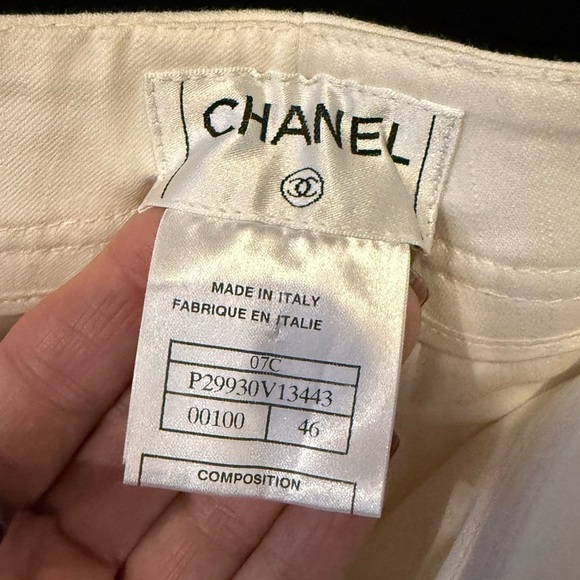 CHANEL
MADE IN ITALY
FABRIQUE EN ITALIE
07C
P29930V13443
00100 46
COMPOSITION